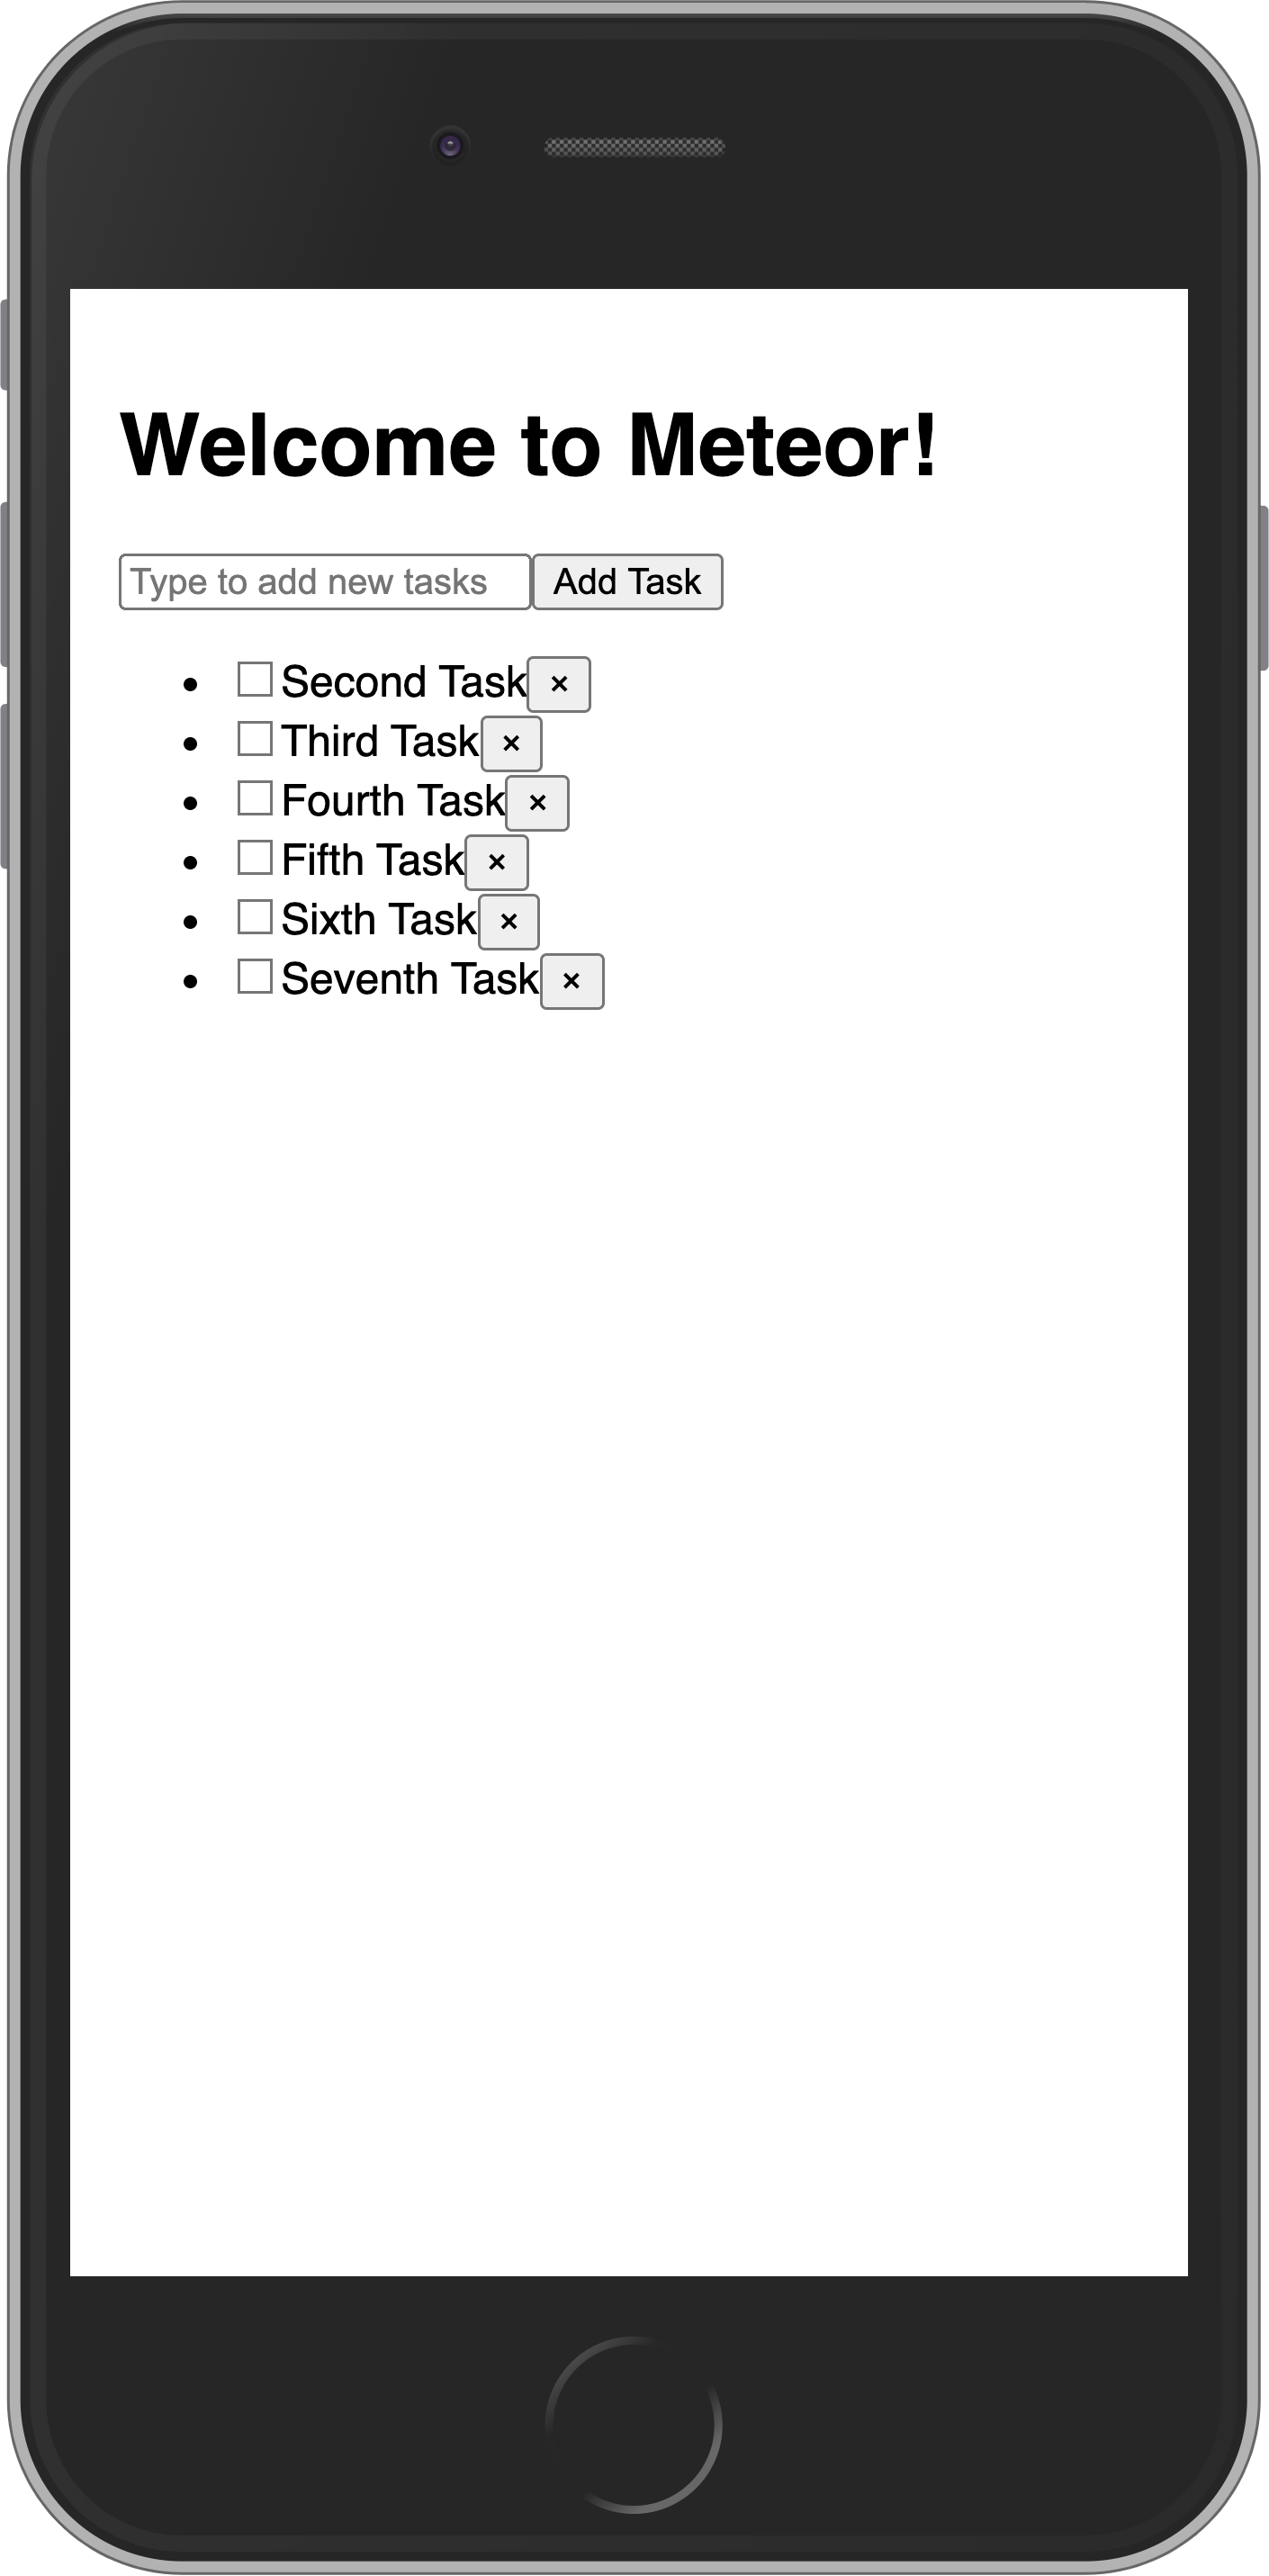 Welcome to Meteor!
Type to add new tasks Add Task
Second Task ×
Third Task ×
Fourth Task ×
Fifth Task ×
Sixth Task ×
Seventh Task ×